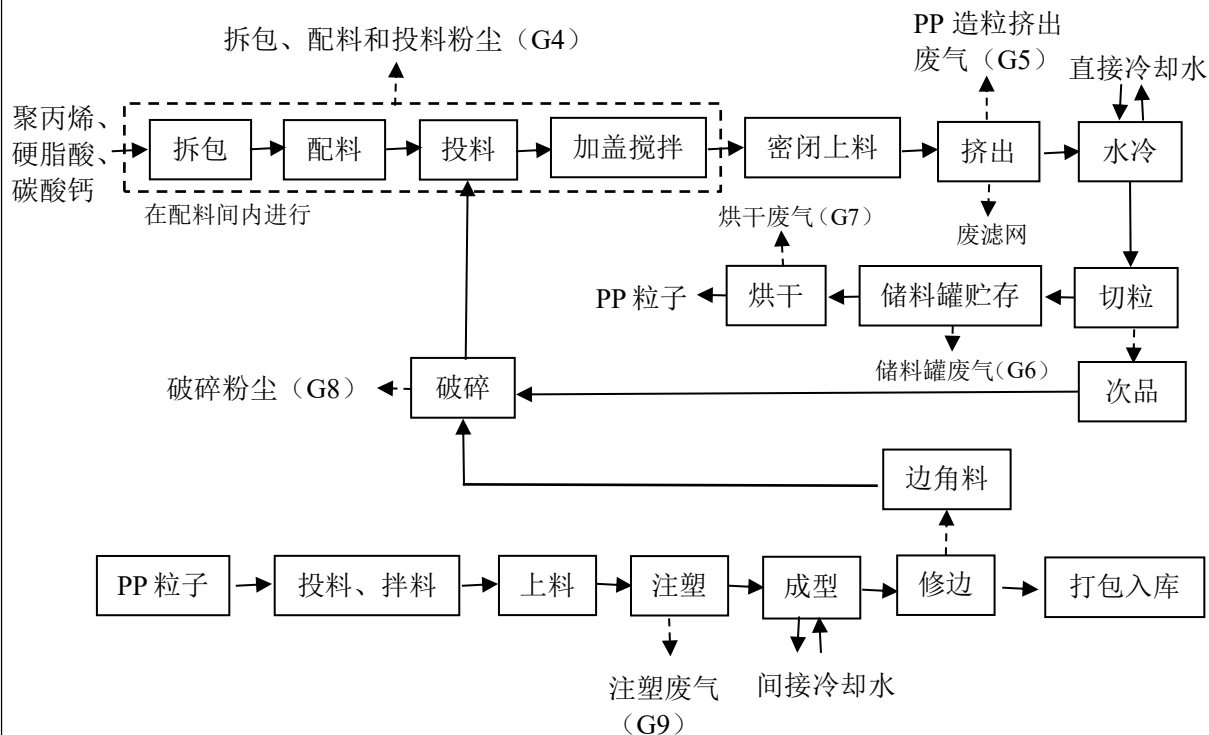 拆包、配料和投料粉尘（G4）
PP 造粒挤出
废气（G5）
直接冷却水
聚丙烯、
硬脂酸、
碳酸钙
拆包
配料
投料
加盖搅拌
密闭上料
挤出
水冷
在配料间内进行
烘干废气（G7）
废滤网
PP 粒子
烘干
储料罐贮存
切粒
储料罐废气（G6）
破碎粉尘（G8）
破碎
次品
边角料
PP 粒子
投料、拌料
上料
注塑
成型
修边
打包入库
注塑废气
（G9）
间接冷却水